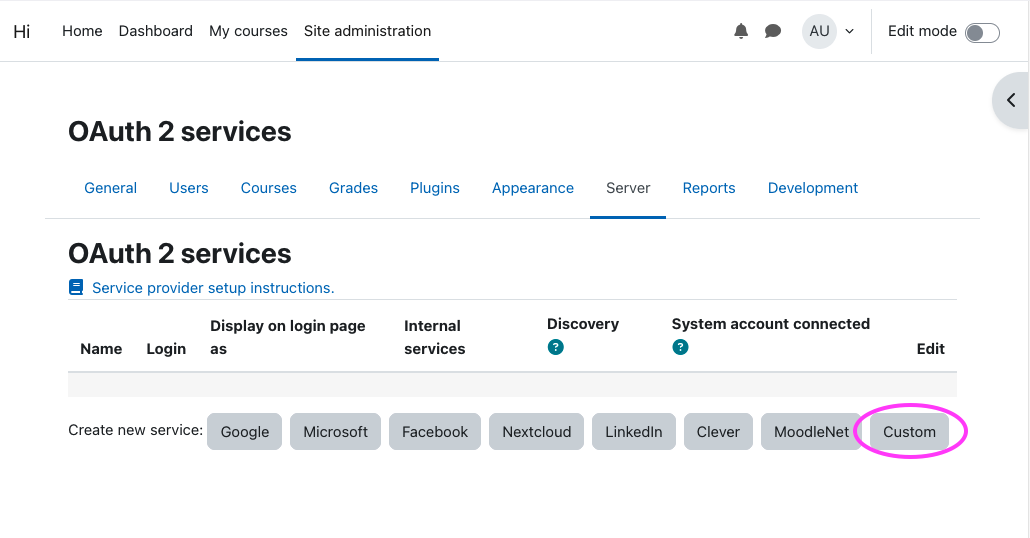 Hi Home Dashboard My courses Site administration AU Edit mode
OAuth 2 services
General Users Courses Grades Plugins Appearance Server Reports Development
OAuth 2 services
Service provider setup instructions.
Name Login Display on login page as Internal services Discovery ? System account connected ? Edit
Create new service: Google Microsoft Facebook Nextcloud LinkedIn Clever MoodleNet Custom